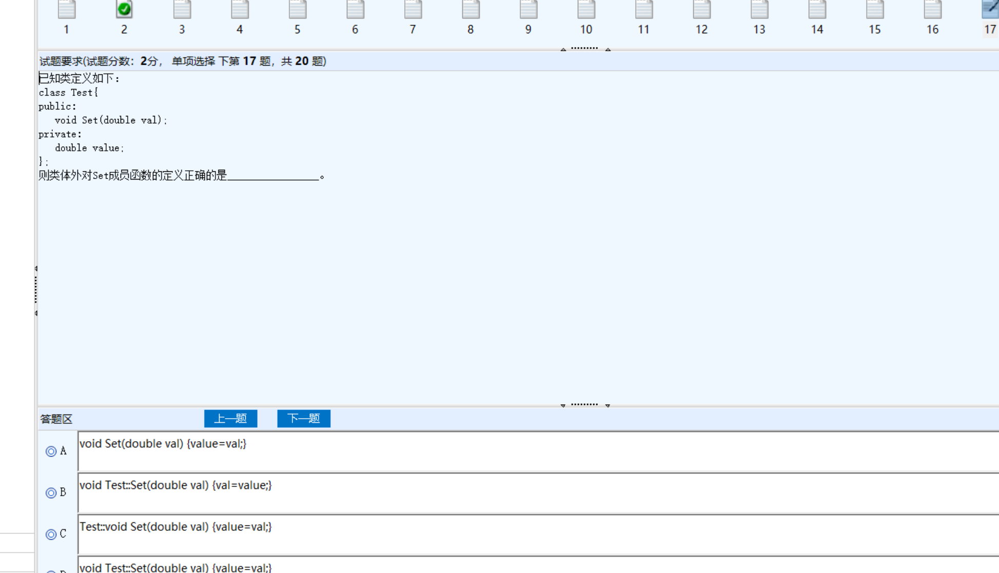 1 2 3 4 5 6 7 8 9 10 11 12 13 14 15 16 17
试题要求(试题分数：2分， 单项选择 下第 17 题，共 20 题)
已知类定义如下：
class Test{
public:
void Set(double val);
private:
double value;
};
则类体外对Set成员函数的定义正确的是_________________。
答题区 上一题 下一题
A void Set(double val) {value=val;}
B void Test::Set(double val) {val=value;}
C Test::void Set(double val) {value=val;}
D void Test::Set(double val) {value=val;}